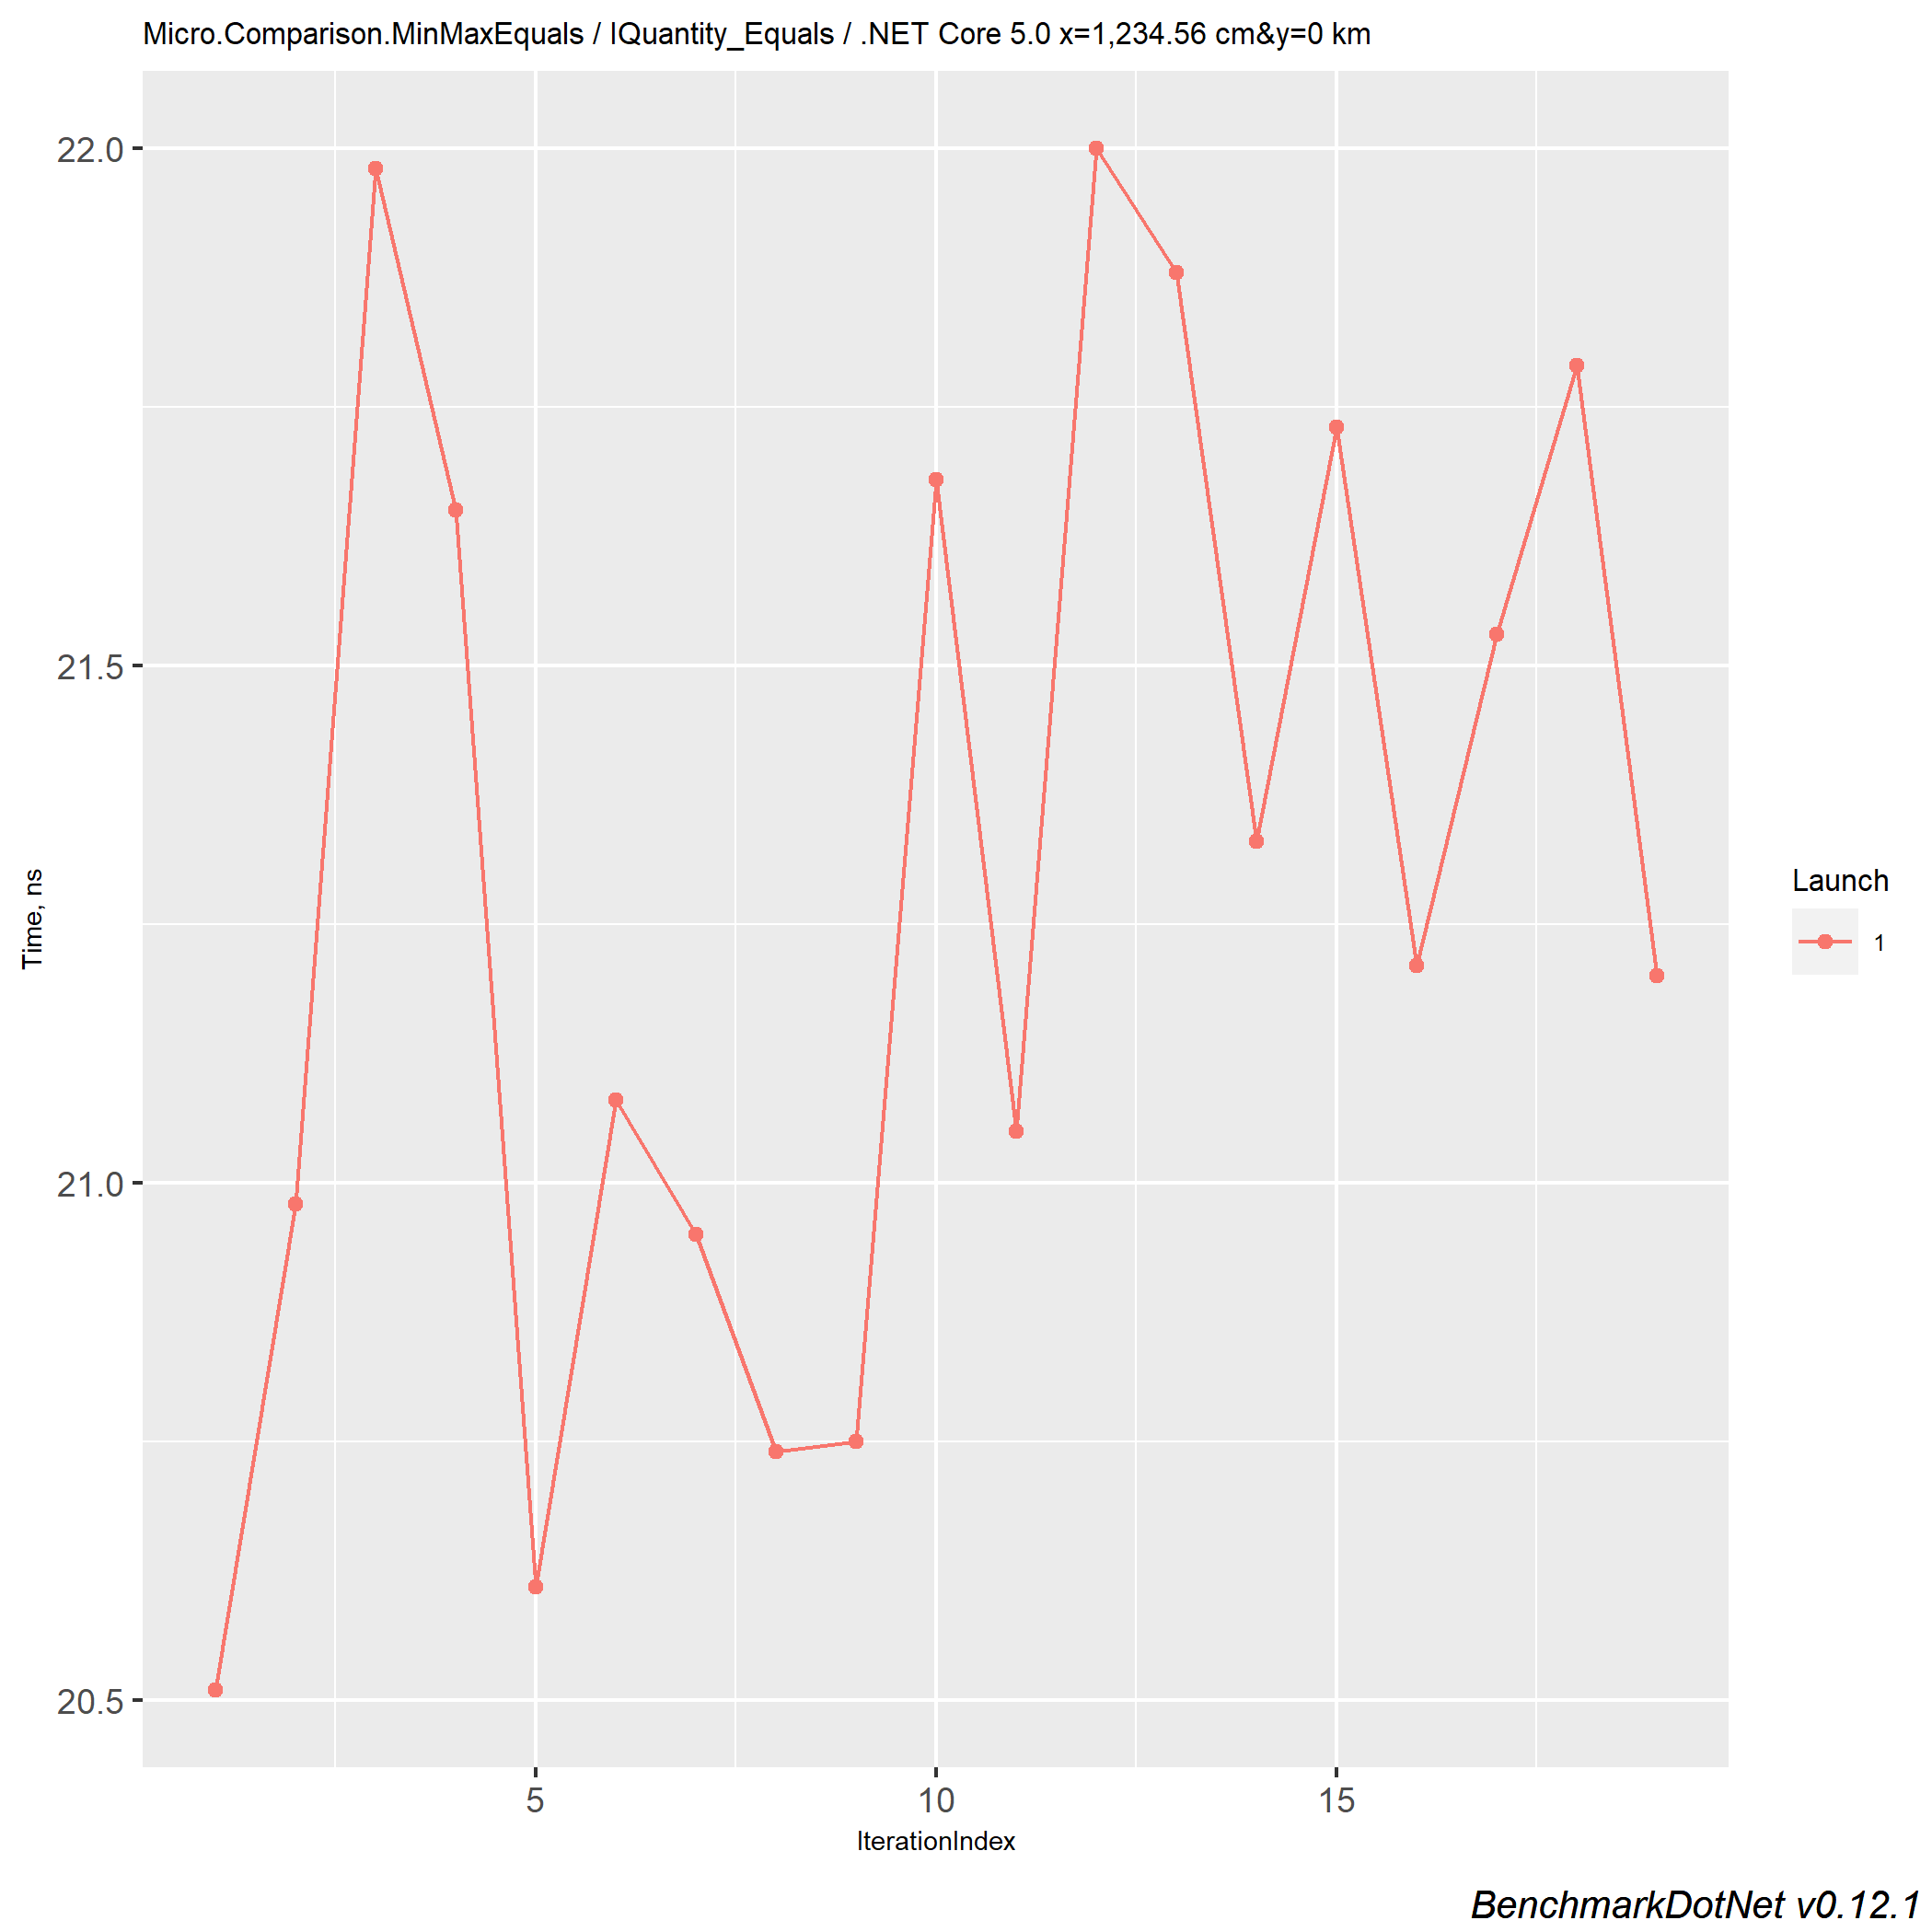 Micro.Comparison.MinMaxEquals / IQuantity_Equals / .NET Core 5.0 x=1,234.56 cm&y=0 km
22.0
21.5
21.0
20.5
Time, ns
5 10 15
IterationIndex
Launch
1
BenchmarkDotNet v0.12.1